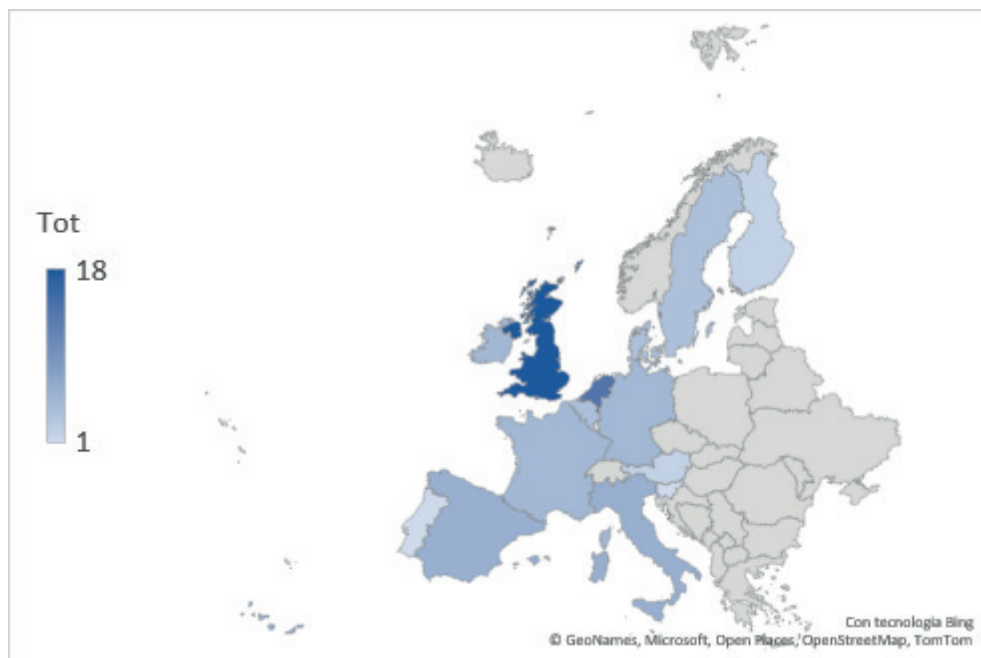 Tot
18
1
Con tecnologia Bing
© GeoNames, Microsoft, Open Places, OpenStreetMap, TomTom